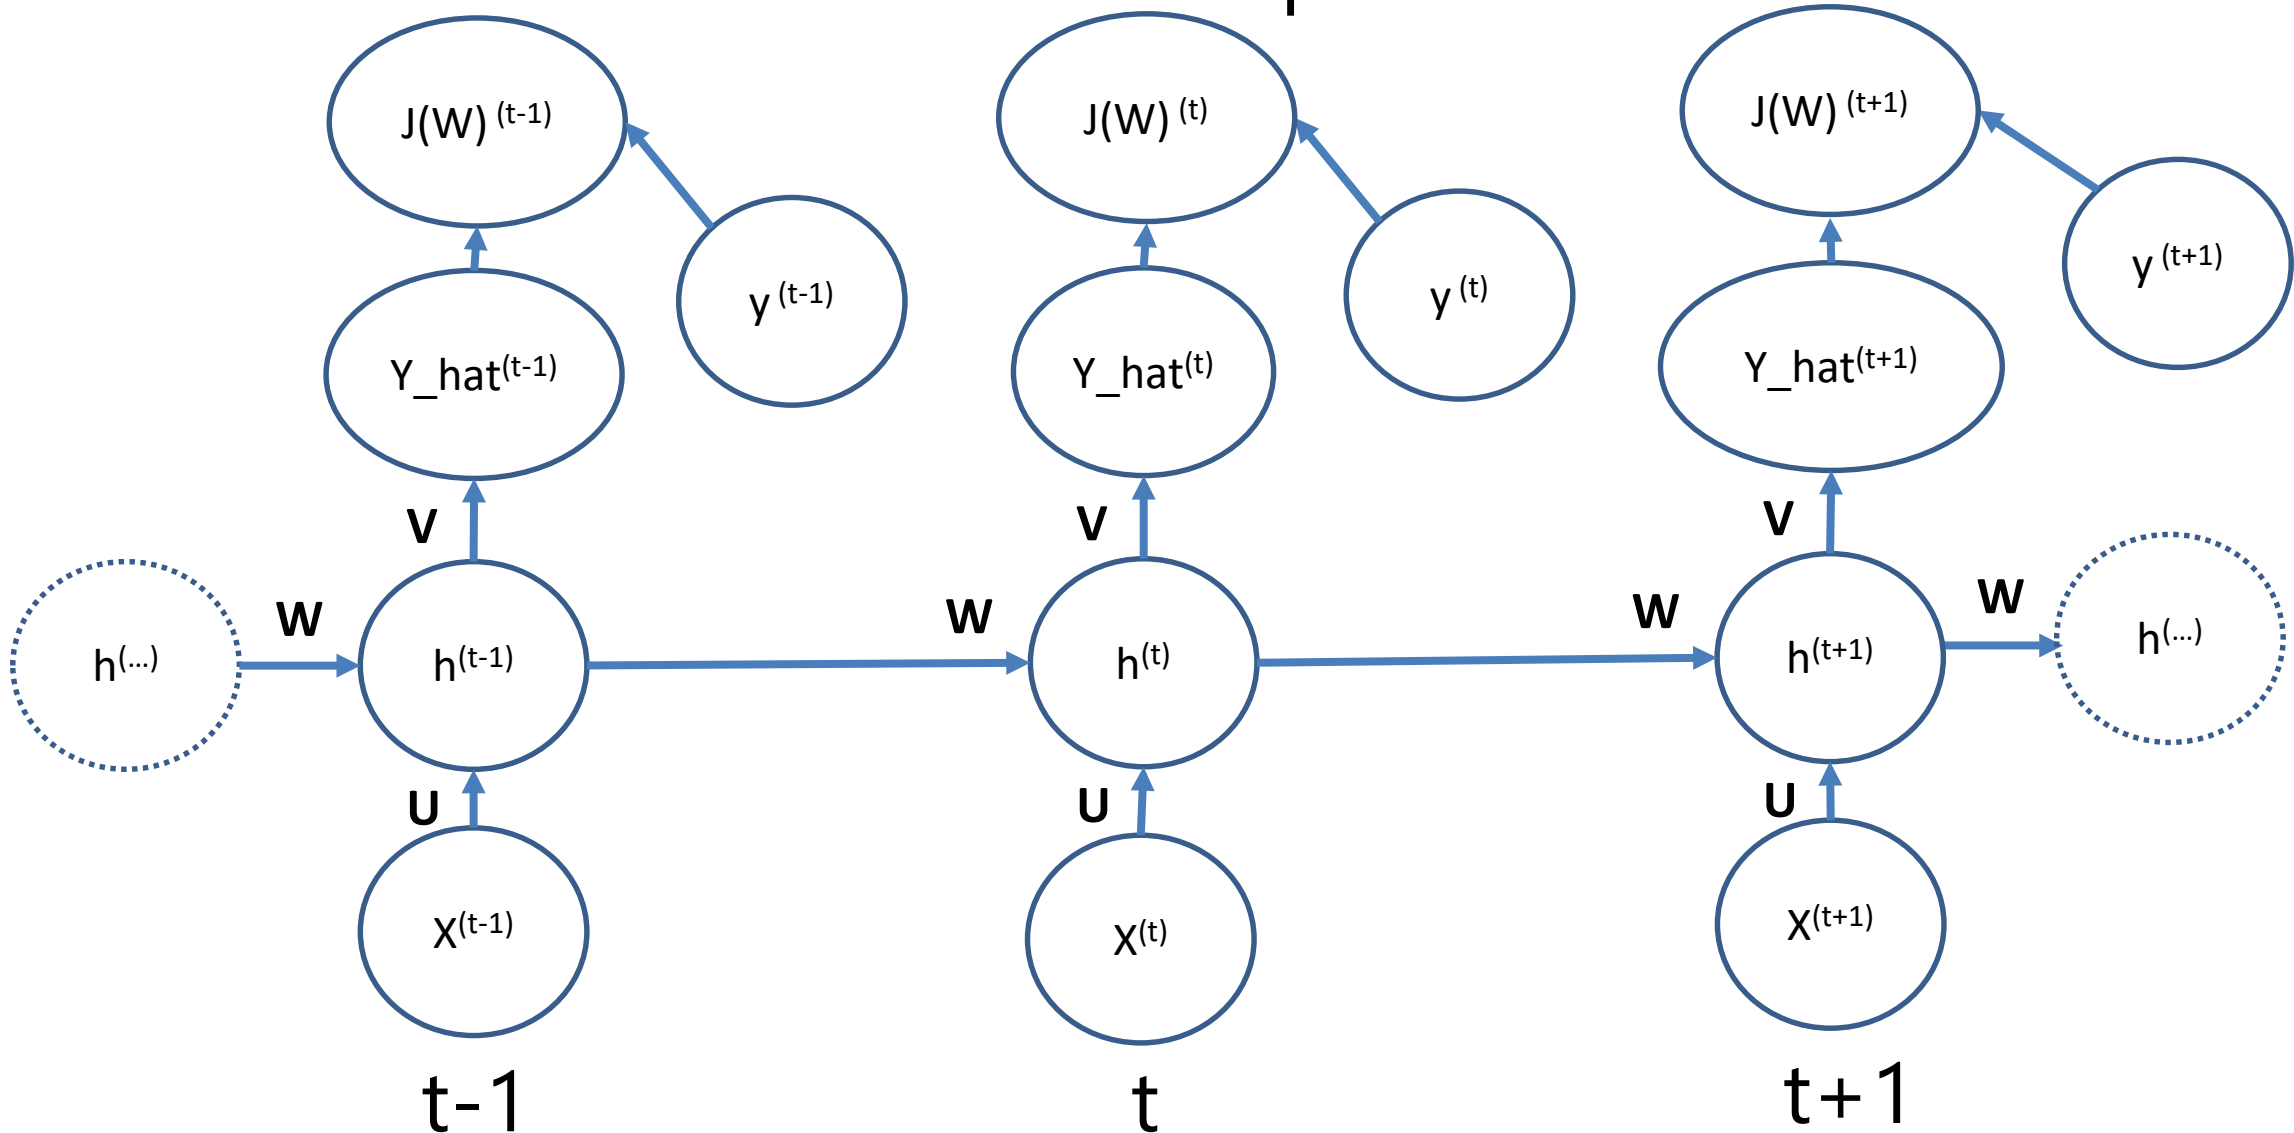 J(W) (t-1)
J(W) (t)
J(W) (t+1)
y (t-1)
y (t)
y (t+1)
Y_hat(t-1)
Y_hat(t)
Y_hat(t+1)
V
V
V
W
W
W
W
h(...)
h(t-1)
h(t)
h(t+1)
h(...)
U
U
U
X(t-1)
X(t)
X(t+1)
t-1
t
t+1